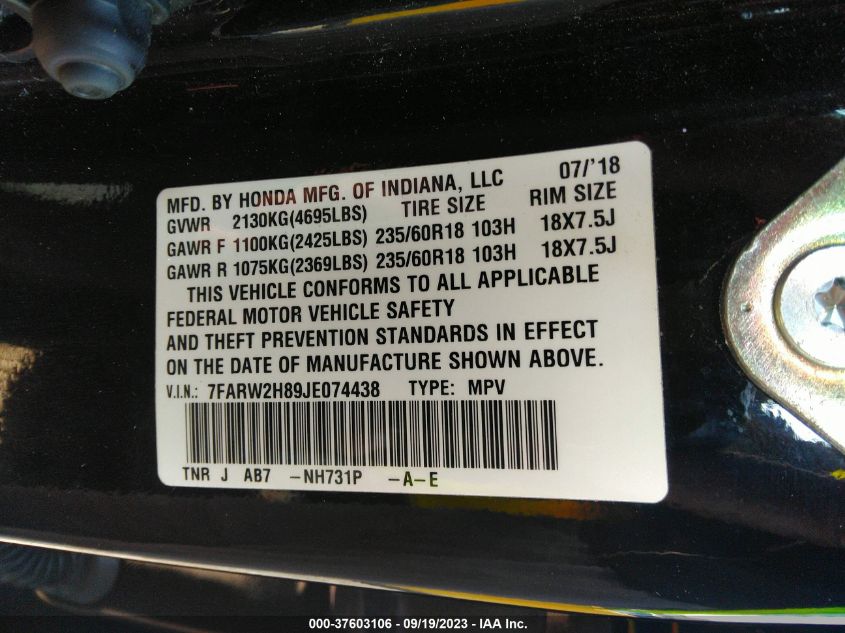 MFD. BY HONDA MFG. OF INDIANA, LLC 07/'18
GVWR 2130KG(4695LBS) TIRE SIZE RIM SIZE
GAWR F 1100KG(2425LBS) 235/60R18 103H 18X7.5J
GAWR R 1075KG(2369LBS) 235/60R18 103H 18X7.5J
THIS VEHICLE CONFORMS TO ALL APPLICABLE
FEDERAL MOTOR VEHICLE SAFETY
AND THEFT PREVENTION STANDARDS IN EFFECT
ON THE DATE OF MANUFACTURE SHOWN ABOVE.
V.I.N.: 7FARW2H89JE074438 TYPE: MPV
TNR J AB7 -NH731P -A-E
000-37603106 - 09/19/2023 - IAA Inc.